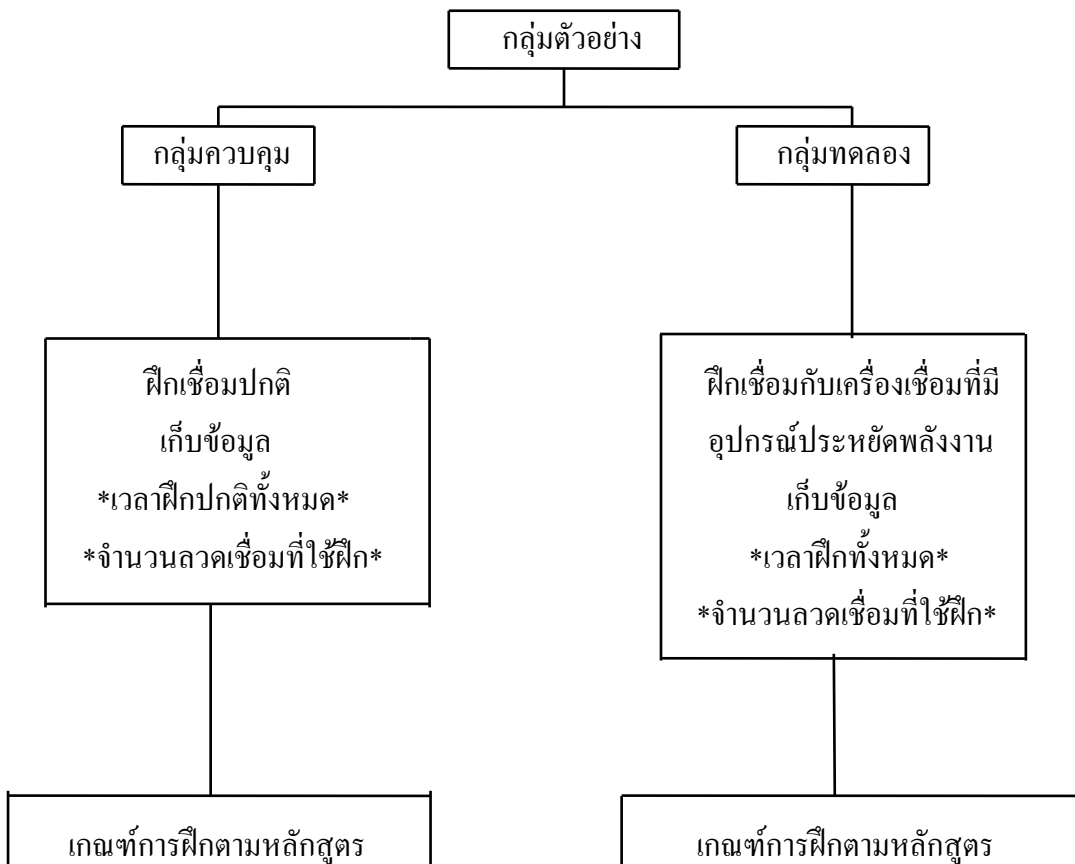 กลุ่มตัวอย่าง
กลุ่มควบคุม
กลุ่มทดลอง
ฝึกเชื่อมปกติ
เก็บข้อมูล
*เวลาฝึกปกติทั้งหมด*
*จำนวนลวดเชื่อมที่ใช้ฝึก*
ฝึกเชื่อมกับเครื่องเชื่อมที่มี
อุปกรณ์ประหยัดพลังงาน
เก็บข้อมูล
*เวลาฝึกทั้งหมด*
*จำนวนลวดเชื่อมที่ใช้ฝึก*
เกณฑ์การฝึกตามหลักสูตร
เกณฑ์การฝึกตามหลักสูตร